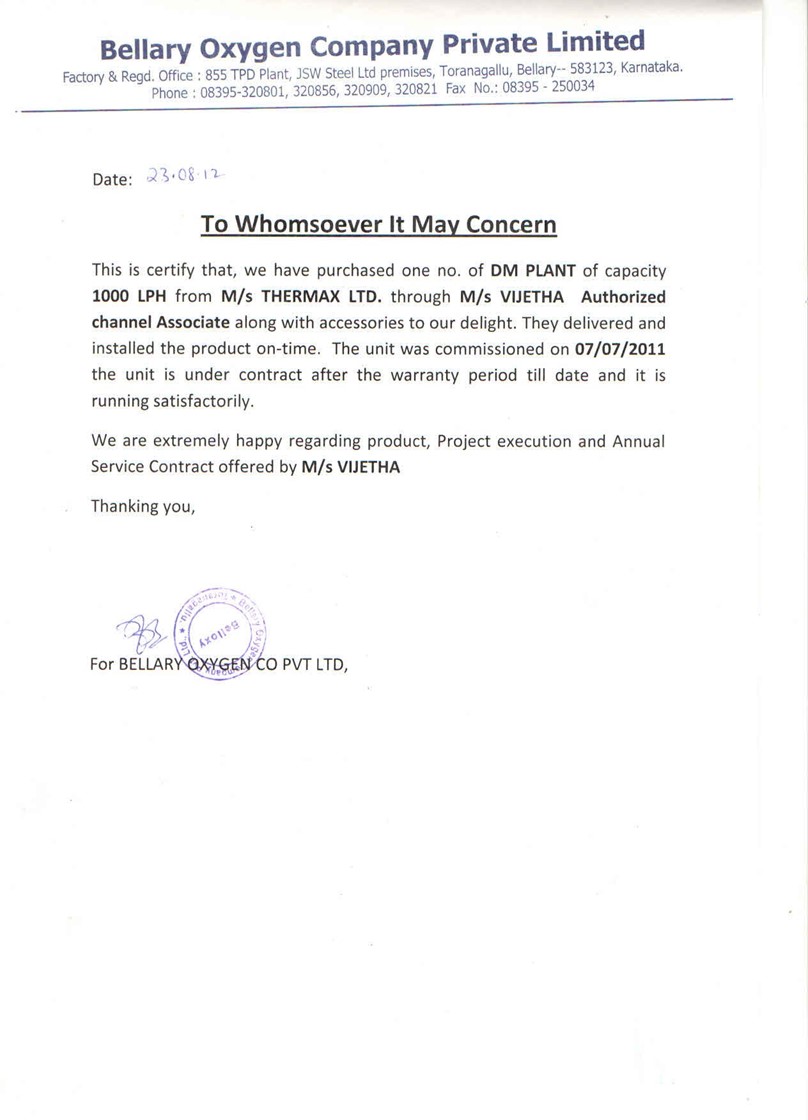 Bellary Oxygen Company Private Limited
Factory & Regd. Office : 855 TPD Plant, JSW Steel Ltd premises, Toranagallu, Bellary-- 583123, Karnataka.
Phone : 08395-320801, 320856, 320909, 320821 Fax No.: 08395 - 250034
Date: 23.08.12
To Whomsoever It May Concern
This is certify that, we have purchased one no. of DM PLANT of capacity
1000 LPH from M/s THERMAX LTD. through M/s VIJETHA Authorized
channel Associate along with accessories to our delight. They delivered and
installed the product on-time. The unit was commissioned on 07/07/2011
the unit is under contract after the warranty period till date and it is
running satisfactorily.
We are extremely happy regarding product, Project execution and Annual
Service Contract offered by M/s VIJETHA
Thanking you,
Bellary Oxygen Company Ltd.,
Belloxy
For BELLARY OXYGEN CO PVT LTD,